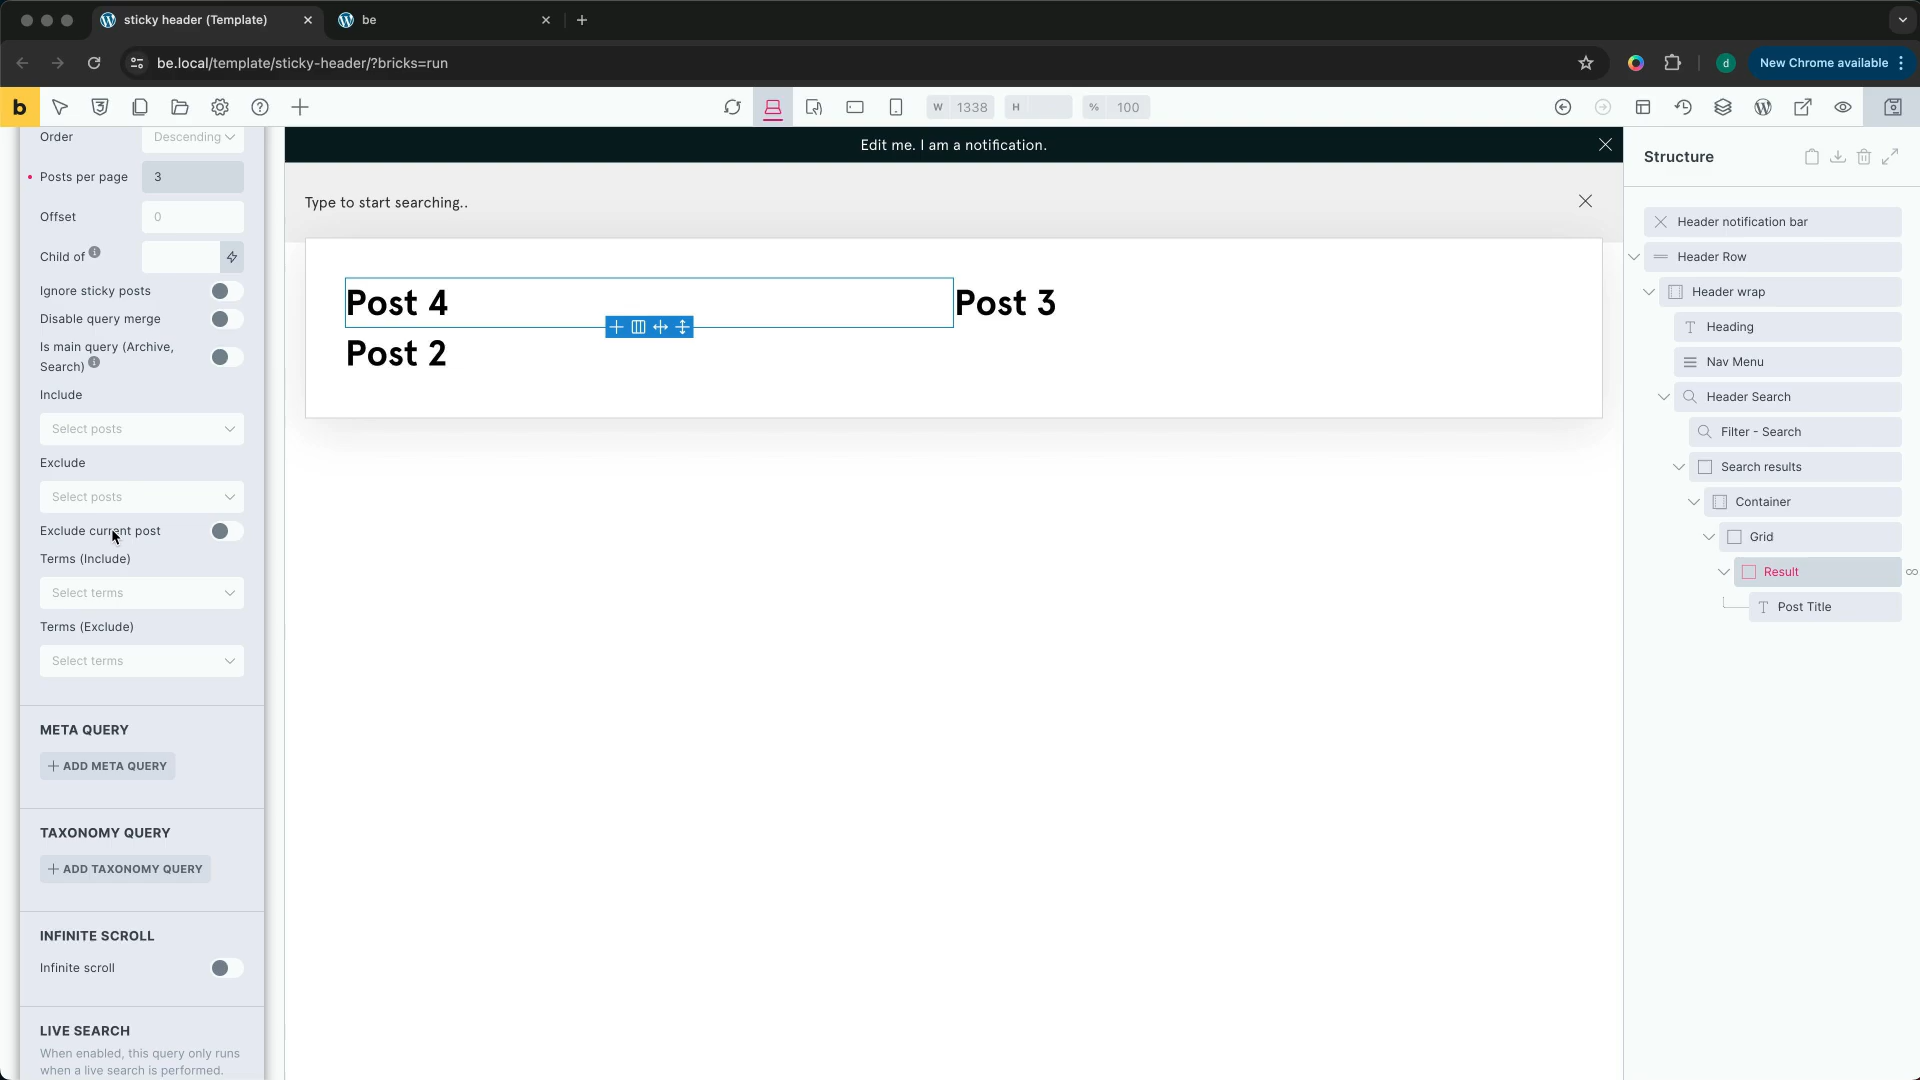 sticky header (Template)
be
be.local/template/sticky-header/?bricks=run
d
New Chrome available
b
W 1338
H
% 100
Order
Descending
Posts per page
3
Offset
0
Child of
Ignore sticky posts
Disable query merge
Is main query (Archive,
Search)
Include
Select posts
Exclude
Select posts
Exclude current post
Terms (Include)
Select terms
Terms (Exclude)
Select terms
META QUERY
+ ADD META QUERY
TAXONOMY QUERY
+ ADD TAXONOMY QUERY
INFINITE SCROLL
Infinite scroll
LIVE SEARCH
When enabled, this query only runs
when a live search is performed.
Edit me. I am a notification.
Type to start searching..
Post 4
Post 3
Post 2
Structure
Header notification bar
Header Row
Header wrap
Heading
Nav Menu
Header Search
Filter - Search
Search results
Container
Grid
Result
Post Title